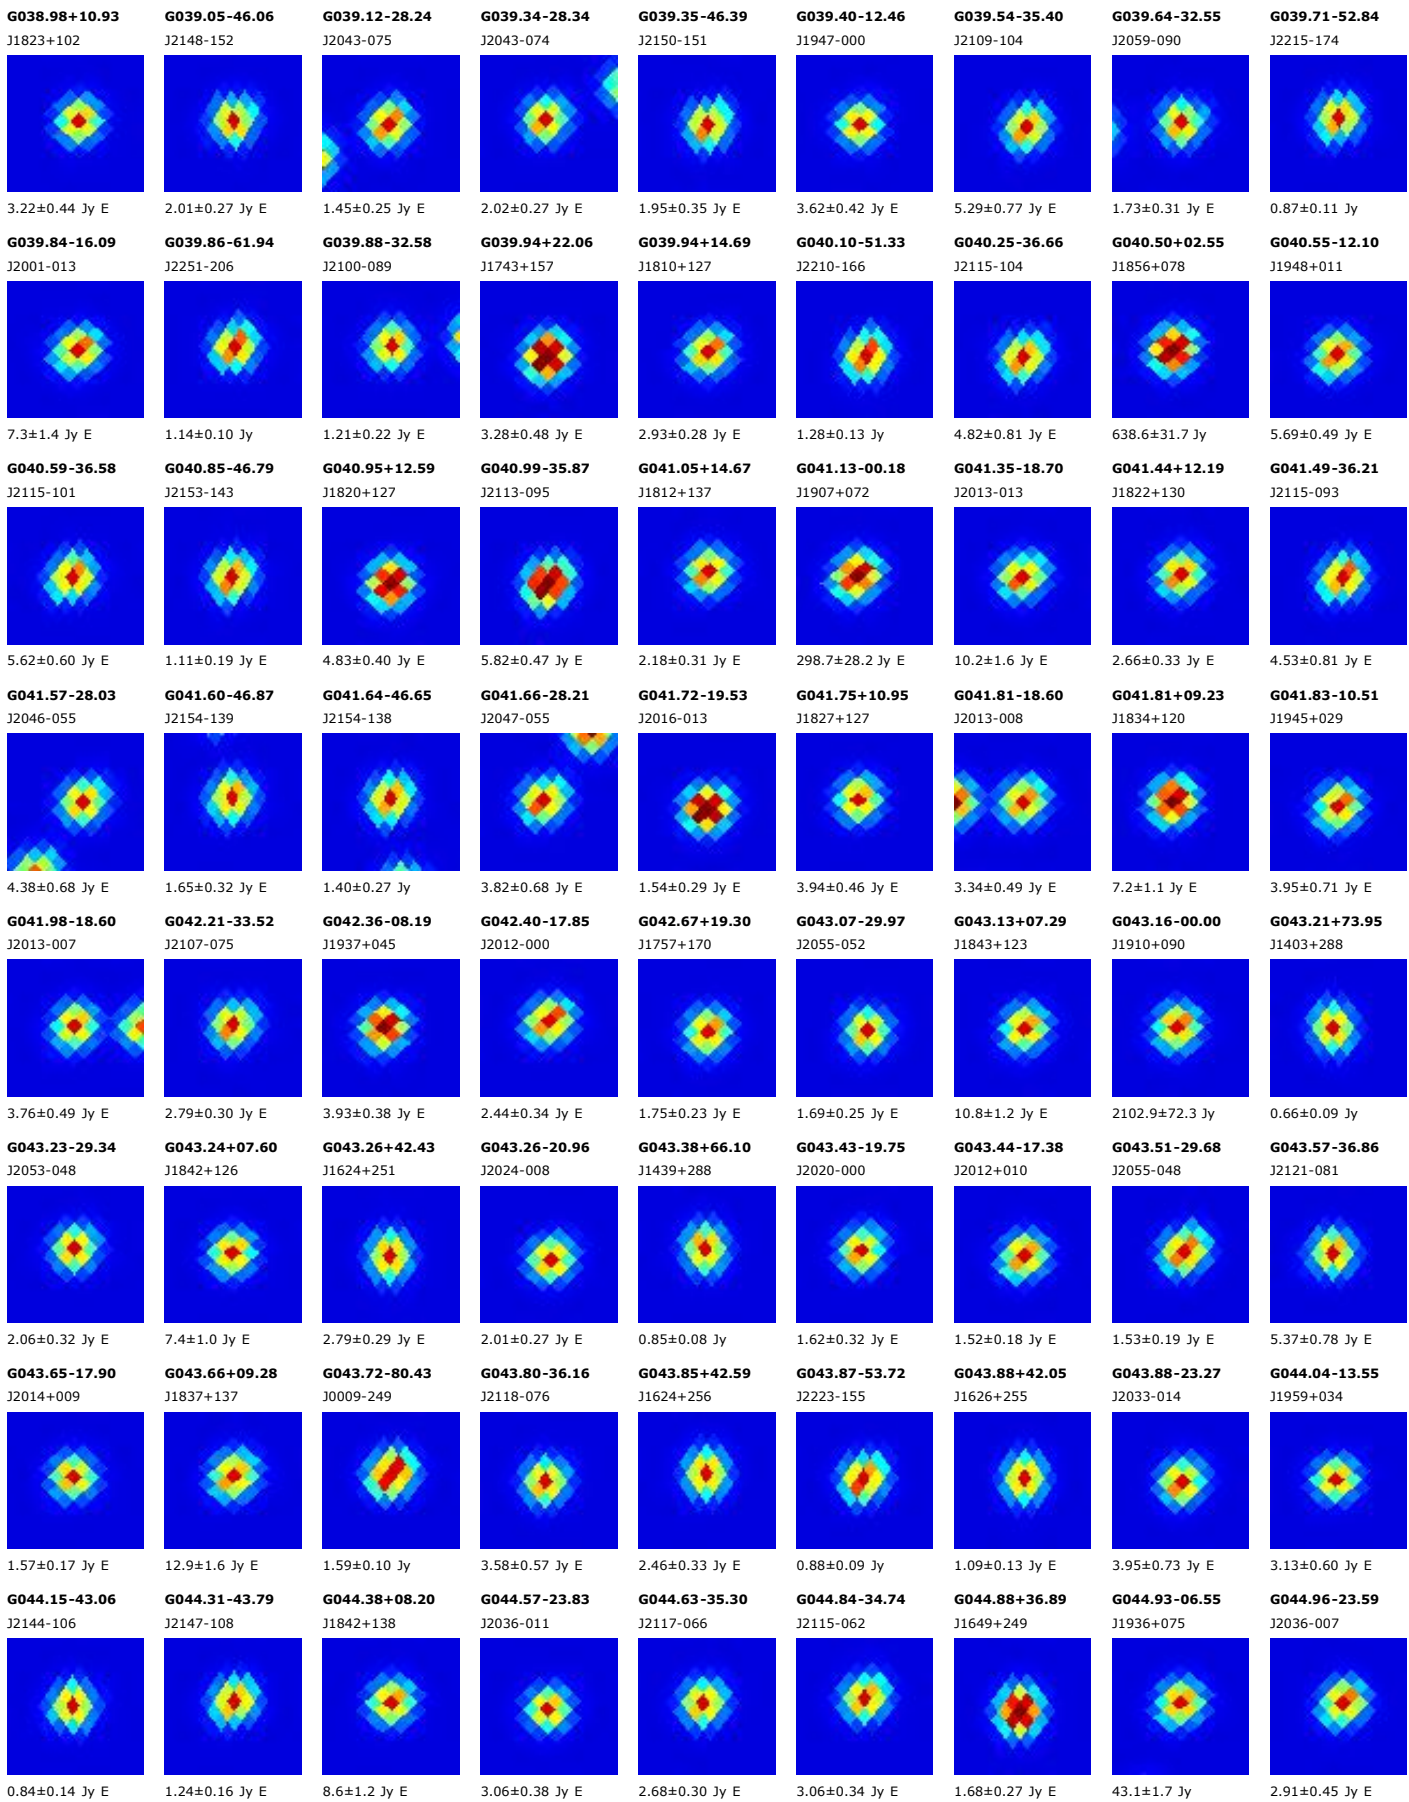 G038.98+10.93 G039.05-46.06 G039.12-28.24 G039.34-28.34 G039.35-46.39 G039.40-12.46 G039.54-35.40 G039.64-32.55 G039.71-52.84
J1823+102 J2148-152 J2043-075 J2043-074 J2150-151 J1947-000 J2109-104 J2059-090 J2215-174
3.22±0.44 Jy E 2.01±0.27 Jy E 1.45±0.25 Jy E 2.02±0.27 Jy E 1.95±0.35 Jy E 3.62±0.42 Jy E 5.29±0.77 Jy E 1.73±0.31 Jy E 0.87±0.11 Jy
G039.84-16.09 G039.86-61.94 G039.88-32.58 G039.94+22.06 G039.94+14.69 G040.10-51.33 G040.25-36.66 G040.50+02.55 G040.55-12.10
J2001-013 J2251-206 J2100-089 J1743+157 J1810+127 J2210-166 J2115-104 J1856+078 J1948+011
7.3±1.4 Jy E 1.14±0.10 Jy 1.21±0.22 Jy E 3.28±0.48 Jy E 2.93±0.28 Jy E 1.28±0.13 Jy 4.82±0.81 Jy E 638.6±31.7 Jy 5.69±0.49 Jy E
G040.59-36.58 G040.85-46.79 G040.95+12.59 G040.99-35.87 G041.05+14.67 G041.13-00.18 G041.35-18.70 G041.44+12.19 G041.49-36.21
J2115-101 J2153-143 J1820+127 J2113-095 J1812+137 J1907+072 J2013-013 J1822+130 J2115-093
5.62±0.60 Jy E 1.11±0.19 Jy E 4.83±0.40 Jy E 5.82±0.47 Jy E 2.18±0.31 Jy E 298.7±28.2 Jy E 10.2±1.6 Jy E 2.66±0.33 Jy E 4.53±0.81 Jy E
G041.57-28.03 G041.60-46.87 G041.64-46.65 G041.66-28.21 G041.72-19.53 G041.75+10.95 G041.81-18.60 G041.81+09.23 G041.83-10.51
J2046-055 J2154-139 J2154-138 J2047-055 J2016-013 J1827+127 J2013-008 J1834+120 J1945+029
4.38±0.68 Jy E 1.65±0.32 Jy E 1.40±0.27 Jy 3.82±0.68 Jy E 1.54±0.29 Jy E 3.94±0.46 Jy E 3.34±0.49 Jy E 7.2±1.1 Jy E 3.95±0.71 Jy E
G041.98-18.60 G042.21-33.52 G042.36-08.19 G042.40-17.85 G042.67+19.30 G043.07-29.97 G043.13+07.29 G043.16-00.00 G043.21+73.95
J2013-007 J2107-075 J1937+045 J2012-000 J1757+170 J2055-052 J1843+123 J1910+090 J1403+288
3.76±0.49 Jy E 2.79±0.30 Jy E 3.93±0.38 Jy E 2.44±0.34 Jy E 1.75±0.23 Jy E 1.69±0.25 Jy E 10.8±1.2 Jy E 2102.9±72.3 Jy 0.66±0.09 Jy
G043.23-29.34 G043.24+07.60 G043.26+42.43 G043.26-20.96 G043.38+66.10 G043.43-19.75 G043.44-17.38 G043.51-29.68 G043.57-36.86
J2053-048 J1842+126 J1624+251 J2024-008 J1439+288 J2020-000 J2012+010 J2055-048 J2121-081
2.06±0.32 Jy E 7.4±1.0 Jy E 2.79±0.29 Jy E 2.01±0.27 Jy E 0.85±0.08 Jy 1.62±0.32 Jy E 1.52±0.18 Jy E 1.53±0.19 Jy E 5.37±0.78 Jy E
G043.65-17.90 G043.66+09.28 G043.72-80.43 G043.80-36.16 G043.85+42.59 G043.87-53.72 G043.88+42.05 G043.88-23.27 G044.04-13.55
J2014+009 J1837+137 J0009-249 J2118-076 J1624+256 J2223-155 J1626+255 J2033-014 J1959+034
1.57±0.17 Jy E 12.9±1.6 Jy E 1.59±0.10 Jy 3.58±0.57 Jy E 2.46±0.33 Jy E 0.88±0.09 Jy 1.09±0.13 Jy E 3.95±0.73 Jy E 3.13±0.60 Jy E
G044.15-43.06 G044.31-43.79 G044.38+08.20 G044.57-23.83 G044.63-35.30 G044.84-34.74 G044.88+36.89 G044.93-06.55 G044.96-23.59
J2144-106 J2147-108 J1842+138 J2036-011 J2117-066 J2115-062 J1649+249 J1936+075 J2036-007
0.84±0.14 Jy E 1.24±0.16 Jy E 8.6±1.2 Jy E 3.06±0.38 Jy E 2.68±0.30 Jy E 3.06±0.34 Jy E 1.68±0.27 Jy E 43.1±1.7 Jy 2.91±0.45 Jy E